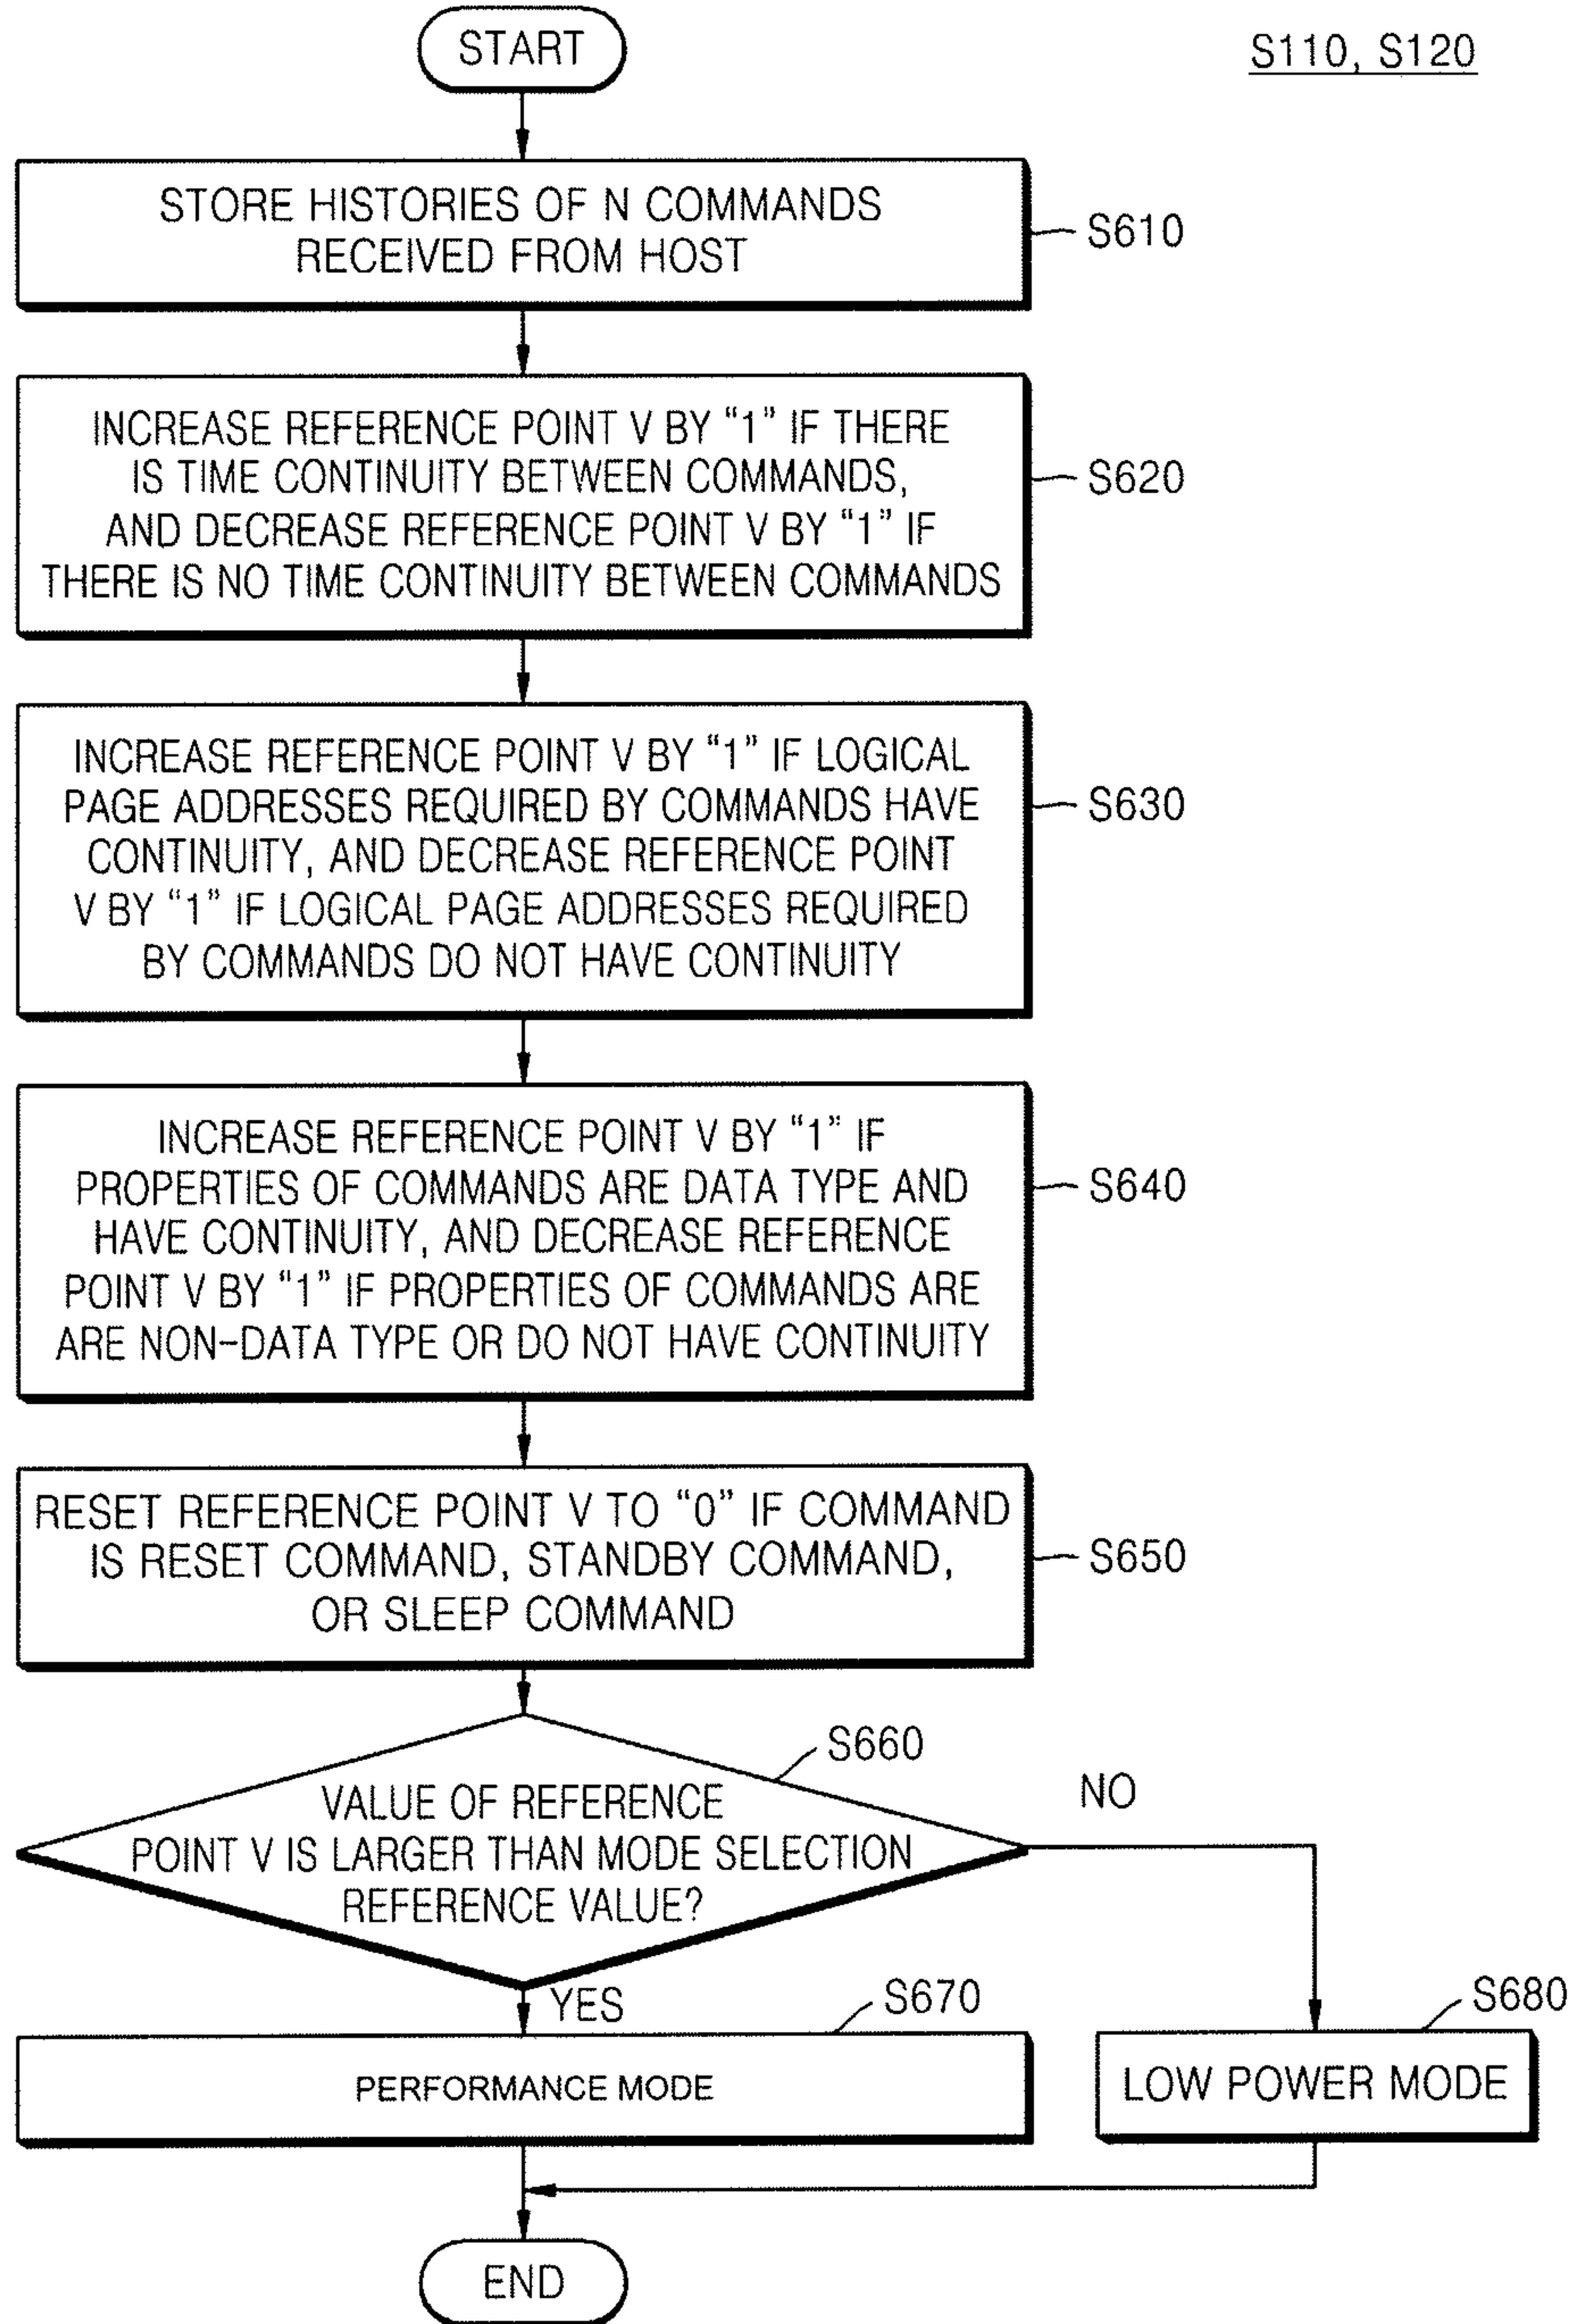 START
S110, S120
STORE HISTORIES OF N COMMANDS
RECEIVED FROM HOST
S610
INCREASE REFERENCE POINT V BY “1” IF THERE
IS TIME CONTINUITY BETWEEN COMMANDS,
AND DECREASE REFERENCE POINT V BY “1” IF
THERE IS NO TIME CONTINUITY BETWEEN COMMANDS
S620
INCREASE REFERENCE POINT V BY “1” IF LOGICAL
PAGE ADDRESSES REQUIRED BY COMMANDS HAVE
CONTINUITY, AND DECREASE REFERENCE POINT
V BY “1” IF LOGICAL PAGE ADDRESSES REQUIRED
BY COMMANDS DO NOT HAVE CONTINUITY
S630
INCREASE REFERENCE POINT V BY “1” IF
PROPERTIES OF COMMANDS ARE DATA TYPE AND
HAVE CONTINUITY, AND DECREASE REFERENCE
POINT V BY “1” IF PROPERTIES OF COMMANDS ARE
ARE NON-DATA TYPE OR DO NOT HAVE CONTINUITY
S640
RESET REFERENCE POINT V TO “0” IF COMMAND
IS RESET COMMAND, STANDBY COMMAND,
OR SLEEP COMMAND
S650
S660
VALUE OF REFERENCE
POINT V IS LARGER THAN MODE SELECTION
REFERENCE VALUE?
NO
YES
S670
PERFORMANCE MODE
S680
LOW POWER MODE
END